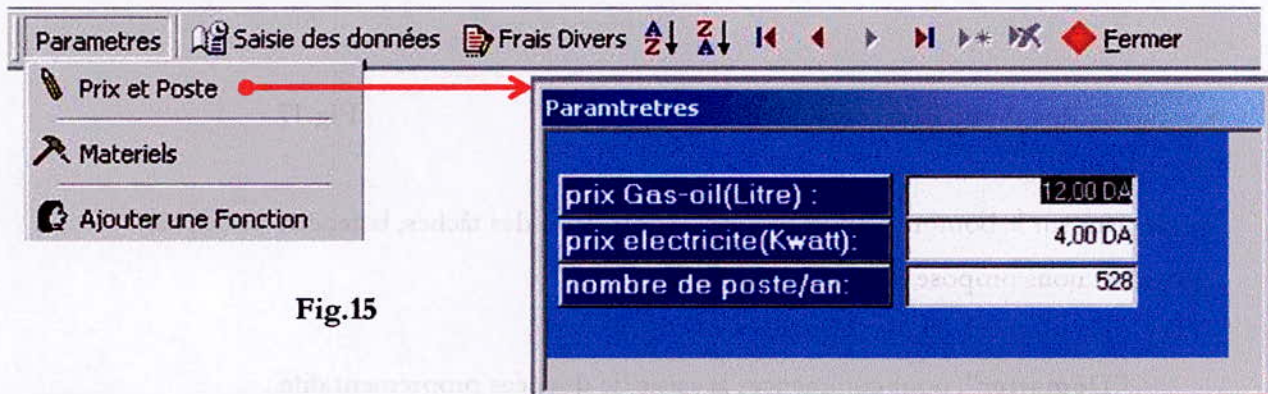 Parametres Saisie des données Frais Divers Fermer
Prix et Poste
Materiels
Ajouter une Fonction
Fig.15
Paramtretres
prix Gas-oil(Litre) : 12,00 DA
prix electricite(Kwatt): 4,00 DA
nombre de poste/an: 528